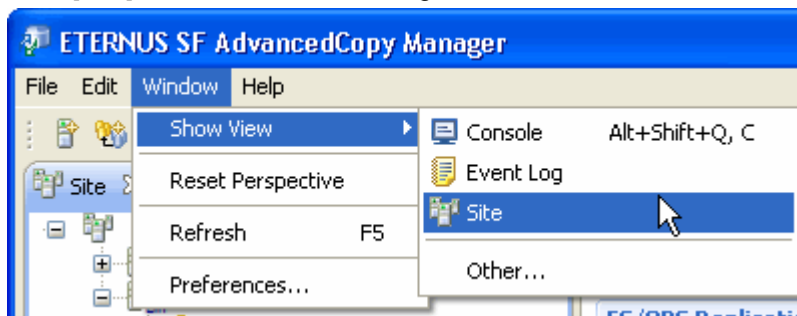 ETERNUS SF AdvancedCopy Manager
File Edit Window Help
Show View
Console Alt+Shift+Q, C
Event Log
Site
Site
Reset Perspective
Refresh F5
Other...
Preferences...